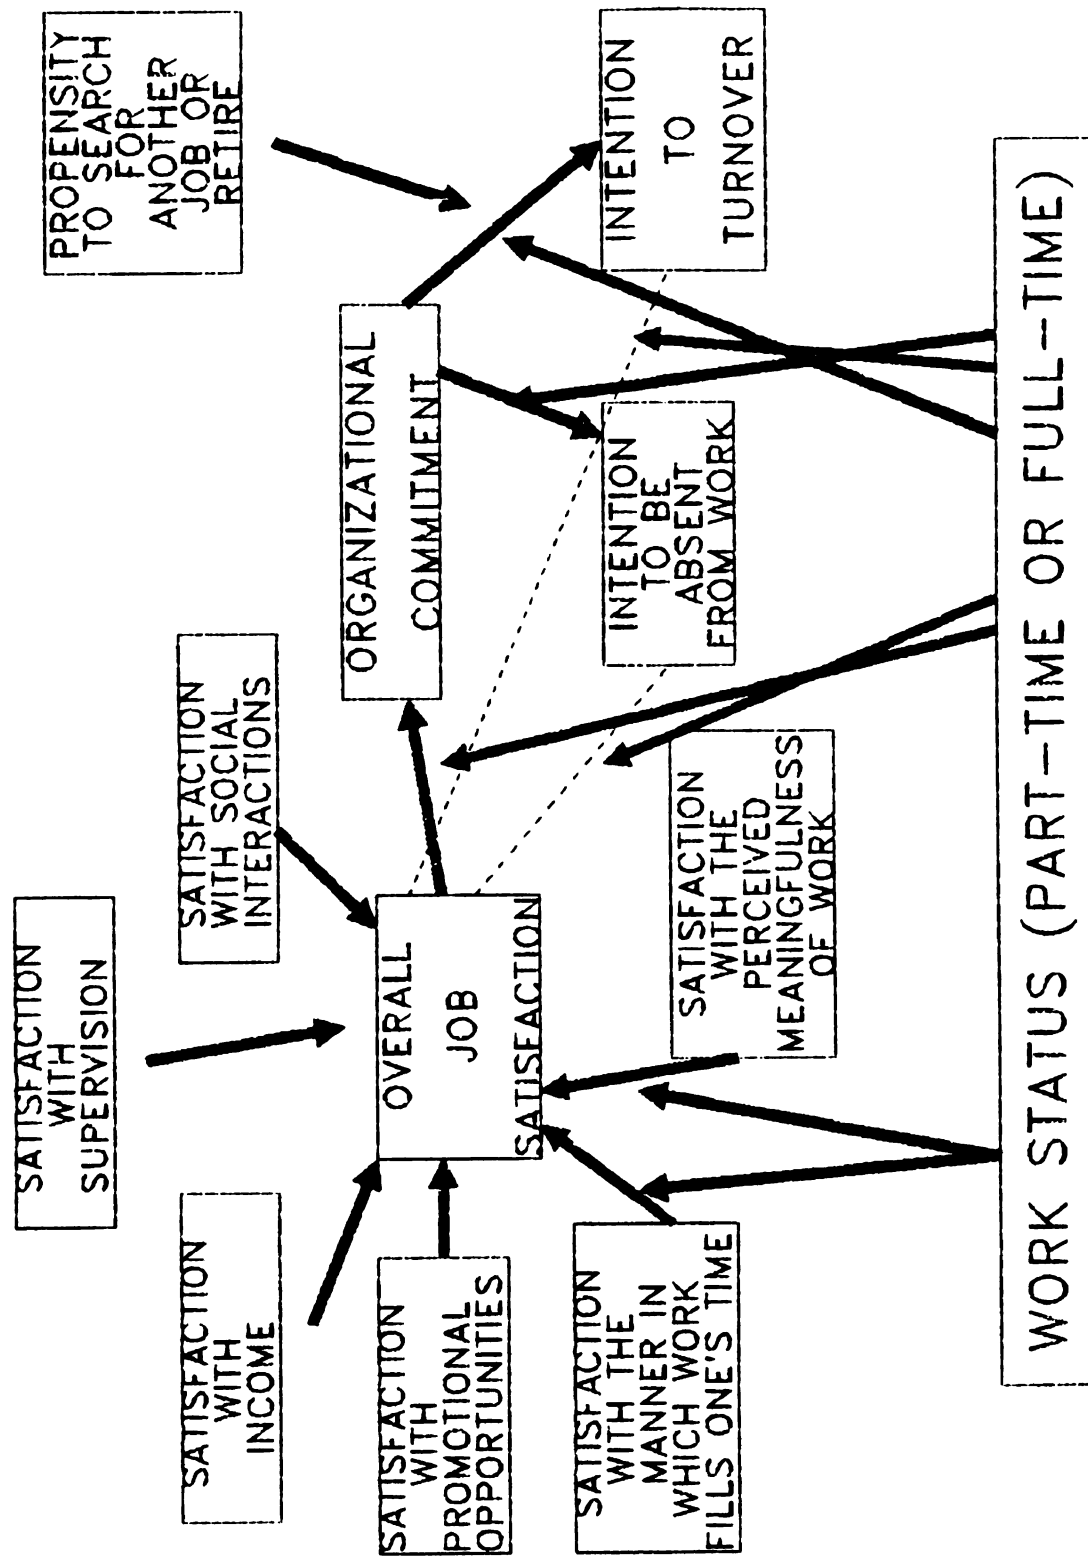 SATISFACTION
WITH
SUPERVISION
PROPENSITY
TO SEARCH
FOR
ANOTHER
JOB OR
RETIRE
SATISFACTION
WITH
INCOME
SATISFACTION
WITH SOCIAL
INTERACTIONS
ORGANIZATIONAL
COMMITMENT
SATISFACTION
WITH
PROMOTIONAL
OPPORTUNITIES
OVERALL
JOB
SATISFACTION
SATISFACTION
WITH THE
MANNER IN
WHICH WORK
FILLS ONE'S TIME
SATISFACTION
WITH THE
PERCEIVED
MEANINGFULNESS
OF WORK
INTENTION
TO BE
ABSENT
FROM WORK
INTENTION
TO
TURNOVER
WORK STATUS (PART-TIME OR FULL-TIME)